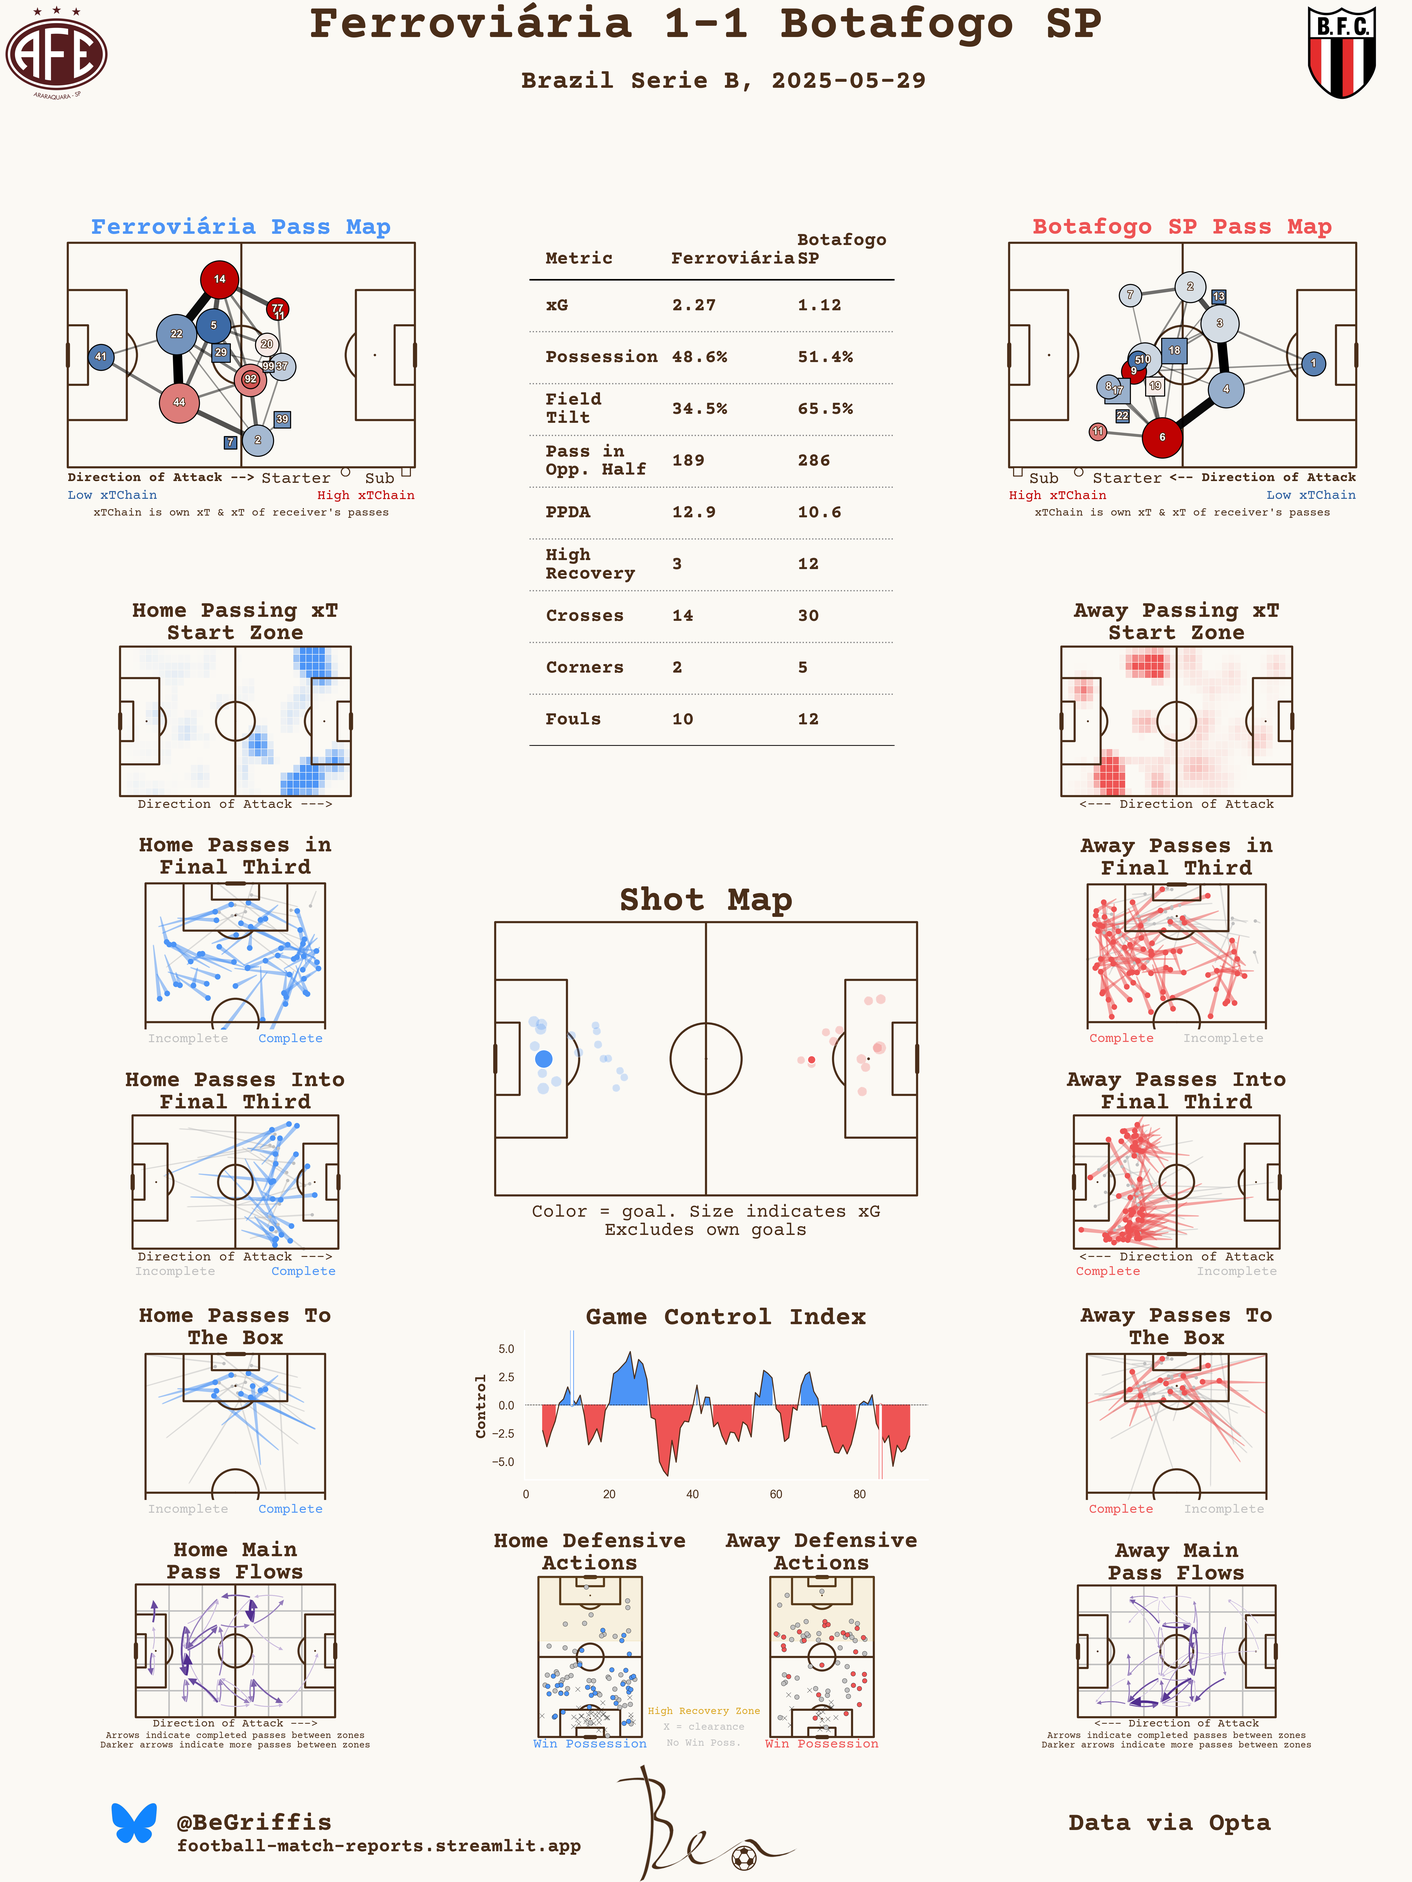 Ferroviária 1-1 Botafogo SP
Brazil Serie B, 2025-05-29
AFE
ARARAQUARA - SP
B.F.C.
Ferroviária Pass Map
14
77
11
5
22
20
29
41
99
37
92
44
39
7
2
Direction of Attack --> Starter Sub
Low xTChain High xTChain
xTChain is own xT & xT of receiver's passes
Metric Ferroviária Botafogo SP
xG 2.27 1.12
Possession 48.6% 51.4%
Field Tilt 34.5% 65.5%
Pass in Opp. Half 189 286
PPDA 12.9 10.6
High Recovery 3 12
Crosses 14 30
Corners 2 5
Fouls 10 12
Botafogo SP Pass Map
7
2
13
3
18
10
5
9
1
8
17
19
4
22
11
6
Sub Starter <-- Direction of Attack
High xTChain Low xTChain
xTChain is own xT & xT of receiver's passes
Home Passing xT
Start Zone
Direction of Attack --->
Away Passing xT
Start Zone
<--- Direction of Attack
Home Passes in
Final Third
Incomplete Complete
Away Passes in
Final Third
Complete Incomplete
Shot Map
Color = goal. Size indicates xG
Excludes own goals
Home Passes Into
Final Third
Direction of Attack --->
Incomplete Complete
Away Passes Into
Final Third
<--- Direction of Attack
Complete Incomplete
Home Passes To
The Box
Incomplete Complete
Game Control Index
Control
5.0
2.5
0.0
−2.5
−5.0
0 20 40 60 80
Away Passes To
The Box
Complete Incomplete
Home Main
Pass Flows
Direction of Attack --->
Arrows indicate completed passes between zones
Darker arrows indicate more passes between zones
Home Defensive
Actions
Win Possession
Away Defensive
Actions
Win Possession
High Recovery Zone
X = clearance
No Win Poss.
Away Main
Pass Flows
<--- Direction of Attack
Arrows indicate completed passes between zones
Darker arrows indicate more passes between zones
@BeGriffis
football-match-reports.streamlit.app
Ben
Data via Opta